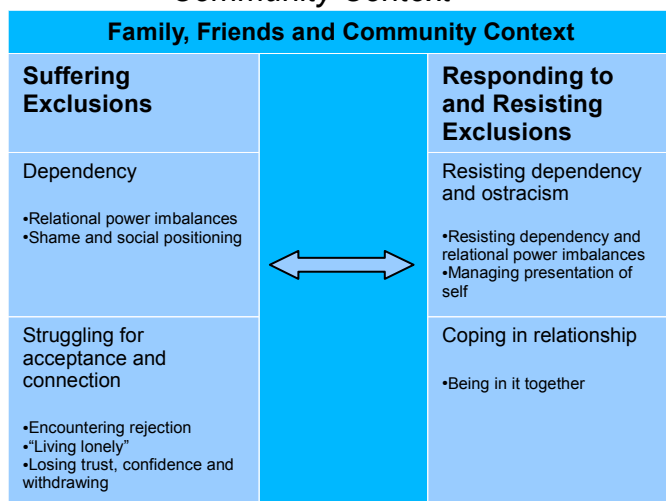 Community Context
Family, Friends and Community Context
Suffering
Exclusions
Responding to
and Resisting
Exclusions
Dependency
•Relational power imbalances
•Shame and social positioning
Resisting dependency
and ostracism
•Resisting dependency and
relational power imbalances
•Managing presentation of
self
Struggling for
acceptance and
connection
•Encountering rejection
•“Living lonely”
•Losing trust, confidence and
withdrawing
Coping in relationship
•Being in it together